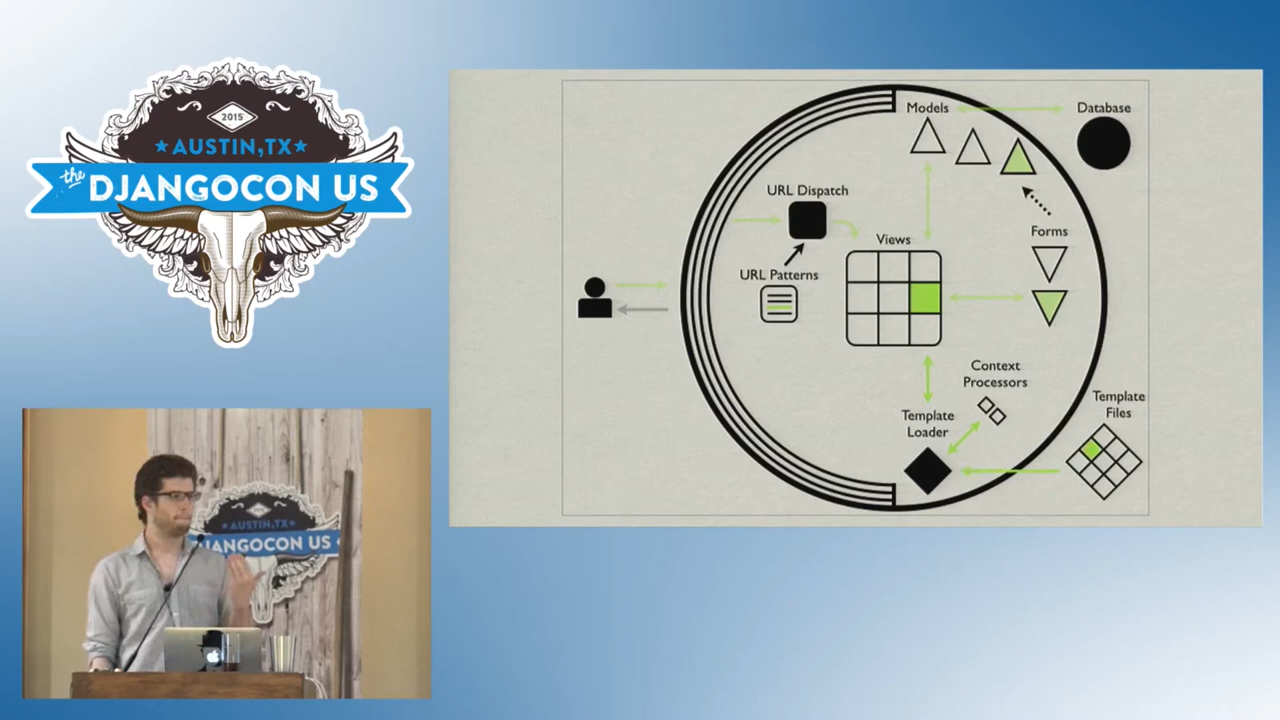 2015
AUSTIN, TX
the
DJANGOCON US
Models
Database
URL Dispatch
Views
Forms
URL Patterns
Context
Processors
Template
Files
Template
Loader
AUSTIN, TX
DJANGOCON US